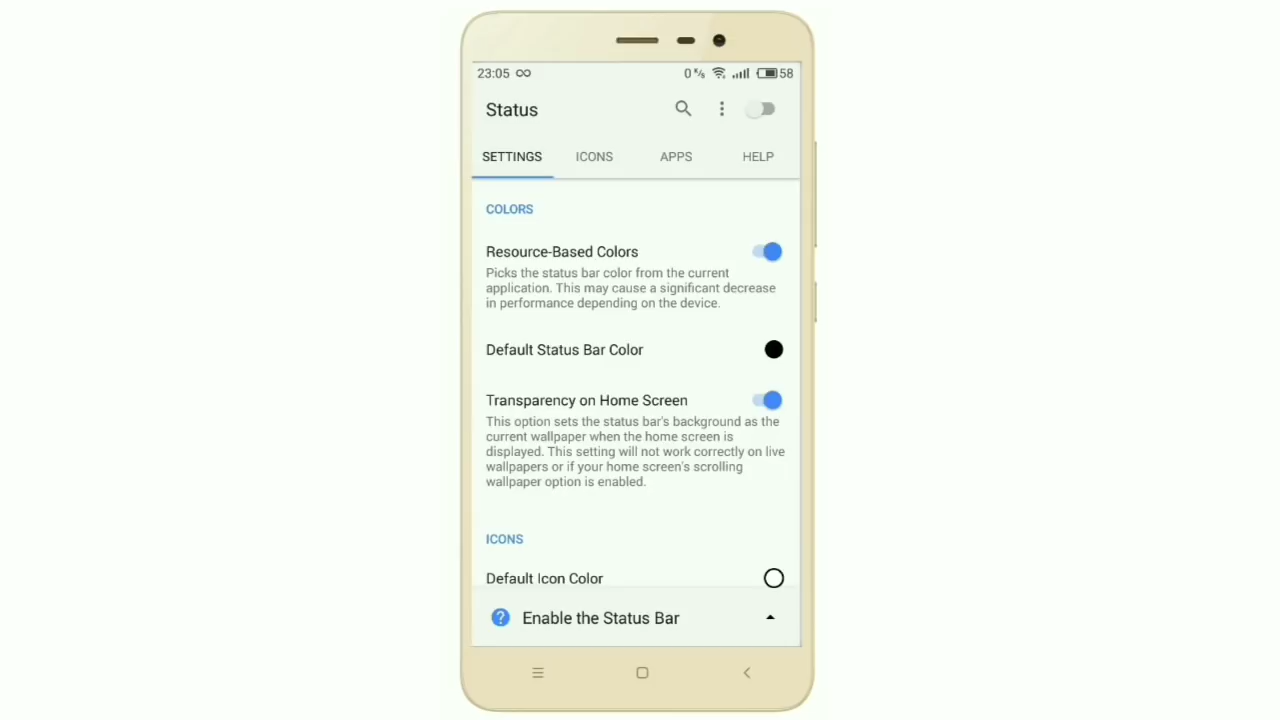 23:05 ∞ 0 K/s 58
Status
SETTINGS ICONS APPS HELP
COLORS
Resource-Based Colors
Picks the status bar color from the current
application. This may cause a significant decrease
in performance depending on the device.
Default Status Bar Color
Transparency on Home Screen
This option sets the status bar's background as the
current wallpaper when the home screen is
displayed. This setting will not work correctly on live
wallpapers or if your home screen's scrolling
wallpaper option is enabled.
ICONS
Default Icon Color
? Enable the Status Bar